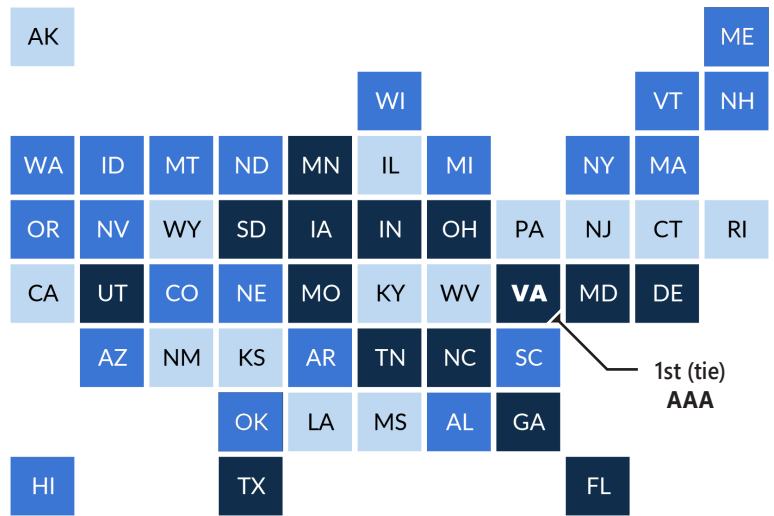 AK ME
WI VT NH
WA ID MT ND MN IL MI NY MA
OR NV WY SD IA IN OH PA NJ CT RI
CA UT CO NE MO KY WV VA MD DE
AZ NM KS AR TN NC SC
1st (tie)
AAA
OK LA MS AL GA
HI TX FL